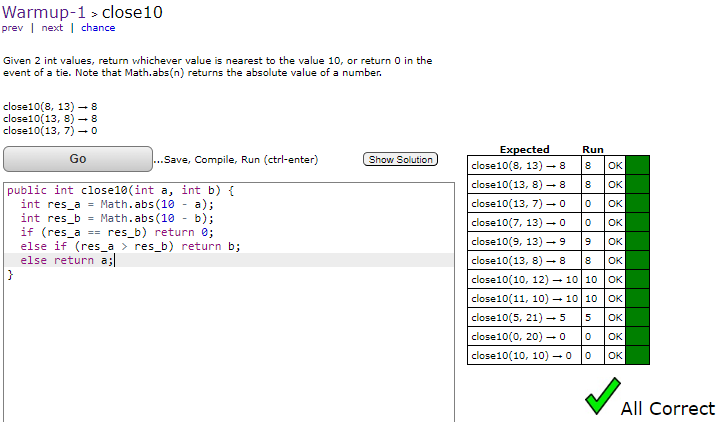 Warmup-1 > close10
prev | next | chance
Given 2 int values, return whichever value is nearest to the value 10, or return 0 in the
event of a tie. Note that Math.abs(n) returns the absolute value of a number.
close10(8, 13) → 8
close10(13, 8) → 8
close10(13, 7) → 0
Go ...Save, Compile, Run (ctrl-enter) Show Solution
public int close10(int a, int b) {
int res_a = Math.abs(10 - a);
int res_b = Math.abs(10 - b);
if (res_a == res_b) return 0;
else if (res_a > res_b) return b;
else return a;
}
Expected Run
close10(8, 13) → 8 8 OK
close10(13, 8) → 8 8 OK
close10(13, 7) → 0 0 OK
close10(7, 13) → 0 0 OK
close10(9, 13) → 9 9 OK
close10(13, 8) → 8 8 OK
close10(10, 12) → 10 10 OK
close10(11, 10) → 10 10 OK
close10(5, 21) → 5 5 OK
close10(0, 20) → 0 0 OK
close10(10, 10) → 0 0 OK
All Correct